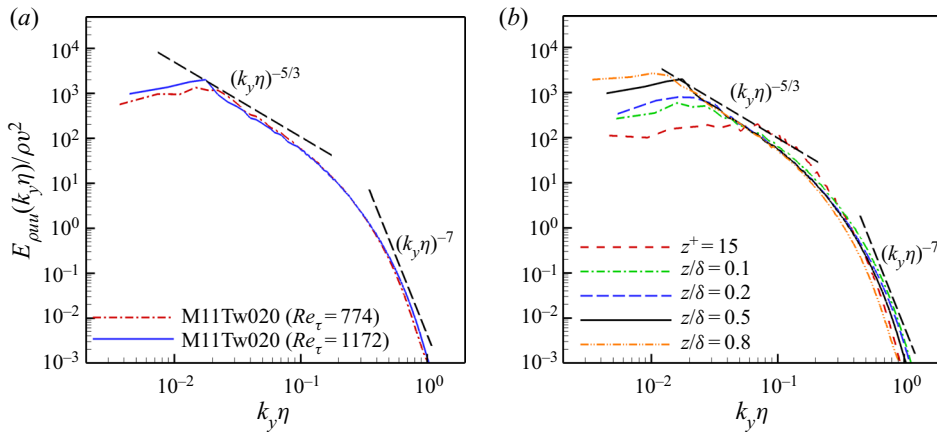 (a)
E_{ρuu}(k_yη)/ρν^2
10^4
10^3
10^2
10^1
10^0
10^{-1}
10^{-2}
10^{-3}
(k_yη)^{-5/3}
(k_yη)^{-7}
M11Tw020 (Re_τ = 774)
M11Tw020 (Re_τ = 1172)
10^{-2} 10^{-1} 10^0
k_yη
(b)
10^4
10^3
10^2
10^1
10^0
10^{-1}
10^{-2}
10^{-3}
(k_yη)^{-5/3}
(k_yη)^{-7}
z^+ = 15
z/δ = 0.1
z/δ = 0.2
z/δ = 0.5
z/δ = 0.8
10^{-2} 10^{-1} 10^0
k_yη